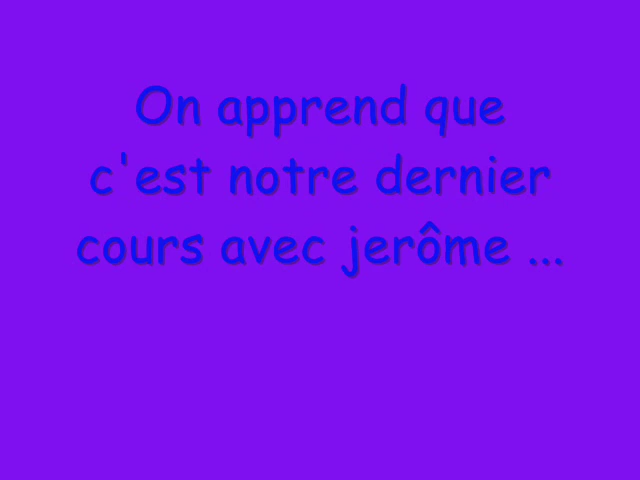 On apprend que
c'est notre dernier
cours avec jerôme ...